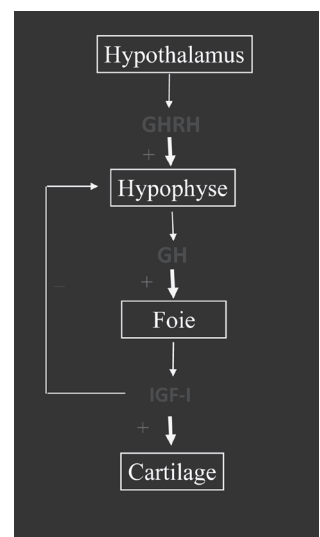 Hypothalamus
GHRH
+
Hypophyse
GH
+
–
Foie
IGF-I
+
Cartilage